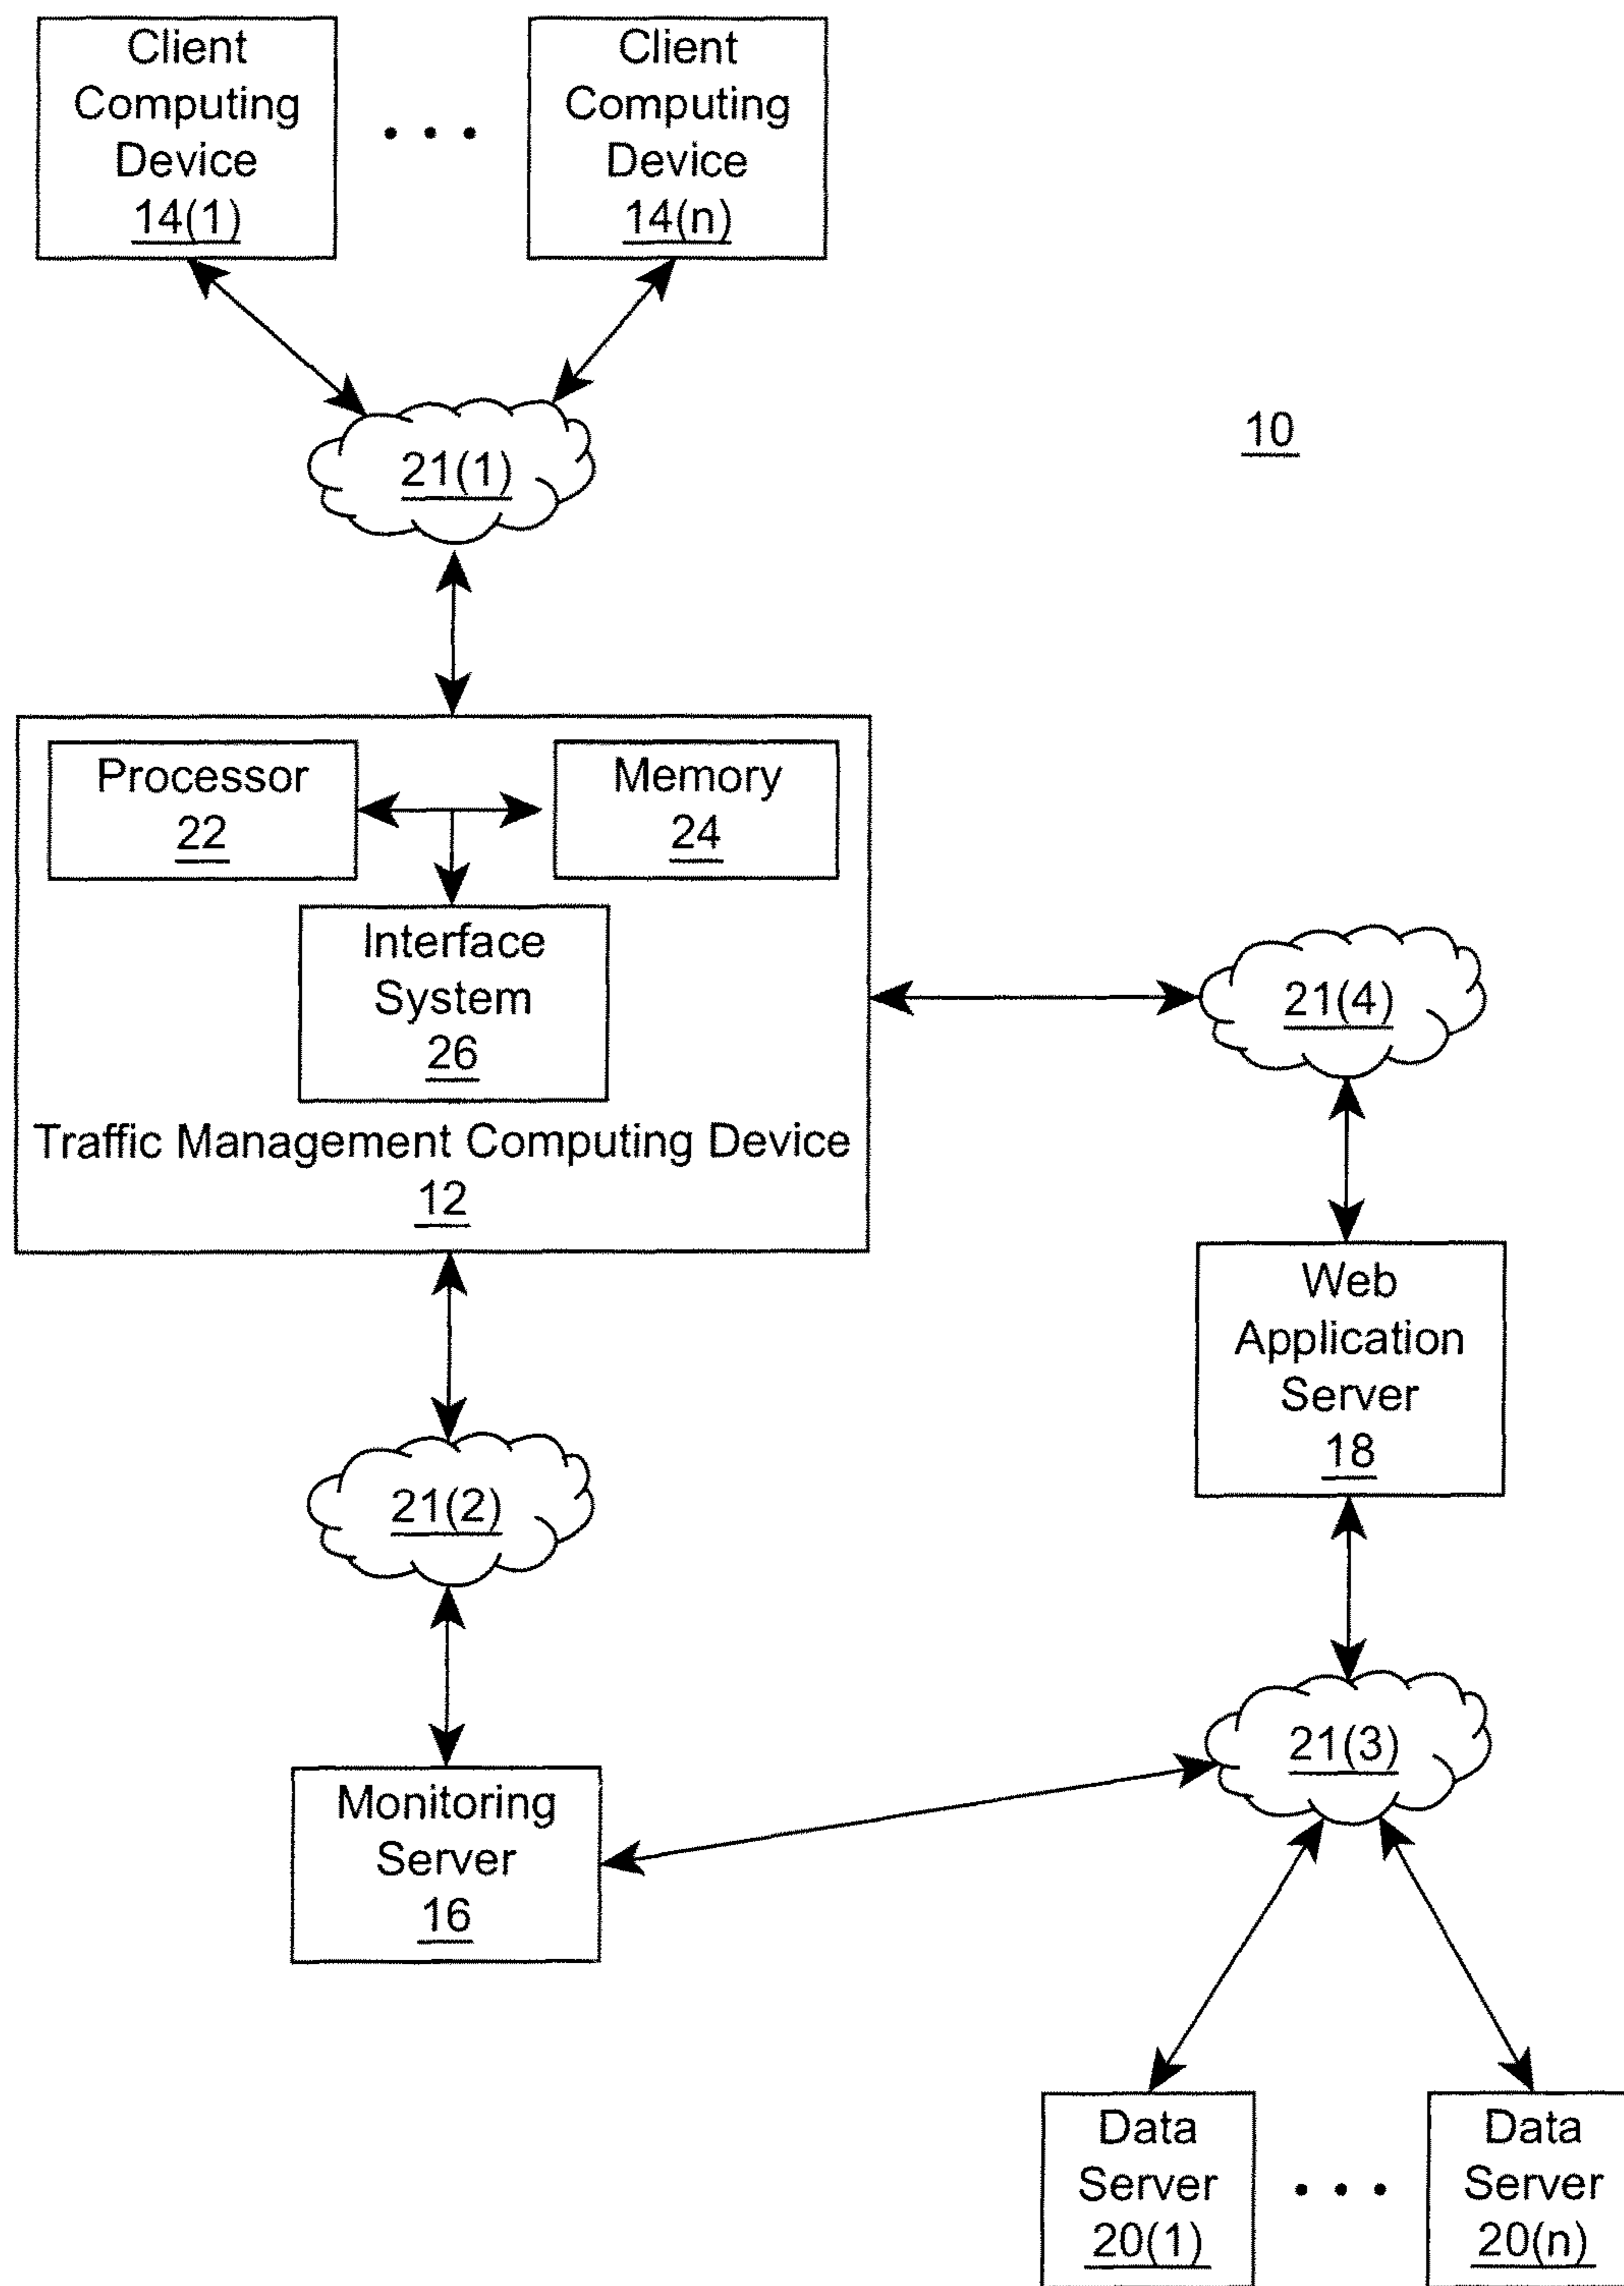 Client
Computing
Device
14(1)
• • •
Client
Computing
Device
14(n)
21(1)
10
Processor
22
Memory
24
Interface
System
26
Traffic Management Computing Device
12
21(4)
Web
Application
Server
18
21(2)
21(3)
Monitoring
Server
16
Data
Server
20(1)
• • •
Data
Server
20(n)